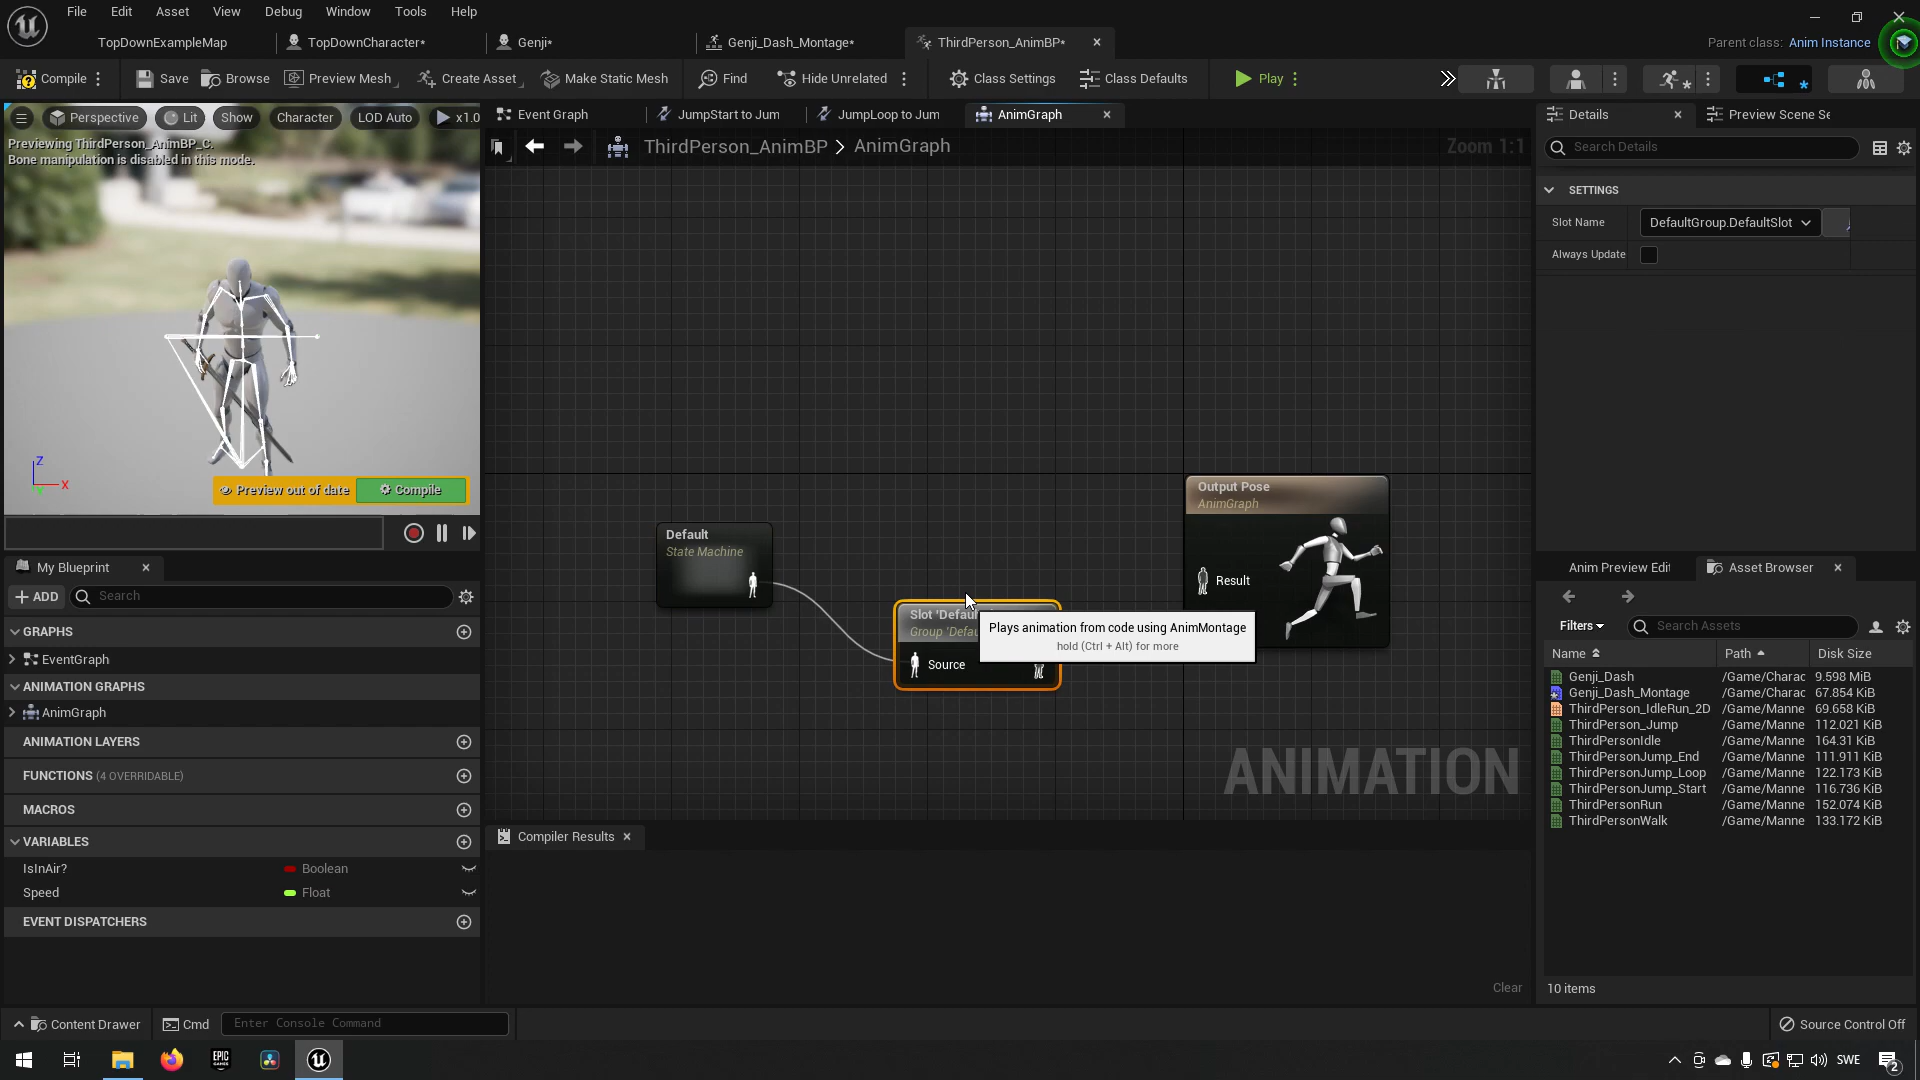 File Edit Asset View Debug Window Tools Help
TopDownExampleMap TopDownCharacter* Genji* Genji_Dash_Montage* ThirdPerson_AnimBP* Parent class: Anim Instance
Compile Save Browse Preview Mesh Create Asset Make Static Mesh Find Hide Unrelated Class Settings Class Defaults Play
Perspective Lit Show Character LOD Auto x1.0 Event Graph JumpStart to Jum JumpLoop to Jum AnimGraph Details Preview Scene Se
Previewing ThirdPerson_AnimBP_C.
Bone manipulation is disabled in this mode.
ThirdPerson_AnimBP > AnimGraph Zoom 1:1
Search Details
SETTINGS
Slot Name DefaultGroup.DefaultSlot
Always Update
Z
X
Preview out of date Compile
Output Pose
AnimGraph
Result
Default
State Machine
Slot 'Defaul
Group 'Defau
Source
Plays animation from code using AnimMontage
hold (Ctrl + Alt) for more
ANIMATION
My Blueprint
ADD Search
GRAPHS
EventGraph
ANIMATION GRAPHS
AnimGraph
ANIMATION LAYERS
FUNCTIONS (4 OVERRIDABLE)
MACROS
VARIABLES
IsInAir? Boolean
Speed Float
EVENT DISPATCHERS
Compiler Results
Clear
Anim Preview Edit Asset Browser
Filters Search Assets
Name Path Disk Size
Genji_Dash /Game/Charac 9.598 MiB
Genji_Dash_Montage /Game/Charac 67.854 KiB
ThirdPerson_IdleRun_2D /Game/Manne 69.658 KiB
ThirdPerson_Jump /Game/Manne 112.021 KiB
ThirdPersonIdle /Game/Manne 164.31 KiB
ThirdPersonJump_End /Game/Manne 111.911 KiB
ThirdPersonJump_Loop /Game/Manne 122.173 KiB
ThirdPersonJump_Start /Game/Manne 116.736 KiB
ThirdPersonRun /Game/Manne 152.074 KiB
ThirdPersonWalk /Game/Manne 133.172 KiB
10 items
Content Drawer Cmd Enter Console Command Source Control Off
EPIC GAMES SWE 2